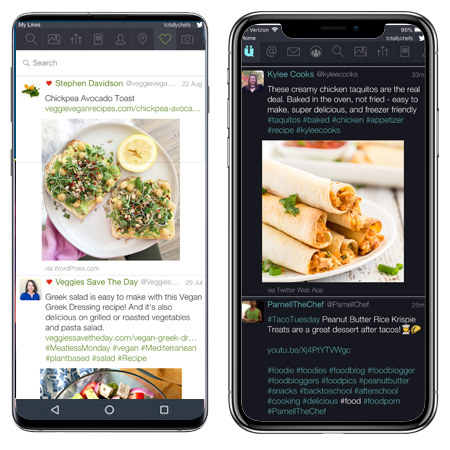 My Likes
totallychefs
Search
Stephen Davidson @veggievega... 22 Aug
Chickpea Avocado Toast
veggieveganrecipes.com/chickpea-avoca...
via WordPress.com
Veggies Save The Day @Veggies... 29 Jul
Greek salad is easy to make with this Vegan
Greek Dressing recipe! And it's also
delicious on grilled or roasted vegetables
and pasta salad.
veggiessavetheday.com/vegan-greek-dr...
#MeatlessMonday #vegan #Mediterranean
#plantbased #salad #Recipe
Verizon 95%
Home totallychefs
Kylee Cooks @kyleecooks 33m
These creamy chicken taquitos are the real
deal. Baked in the oven, not fried - easy to
make, super delicious, and freezer friendly
#taquitos #baked #chicken #appetizer
#recipe #kyleecooks
via Twitter Web App
ParnellTheChef @ParnellChef 25m
#TacoTuesday Peanut Butter Rice Krispie
Treats are a great dessert after tacos!👨‍🍳🌮
youtu.be/Xj4PtYTVWgc
#foodie #foodies #foodblog #foodblogger
#foodbloggers #foodpics #peanutbutter
#snacks #backtoschool #afterschool
#cooking #delicious #food #foodporn
#ParnellTheChef